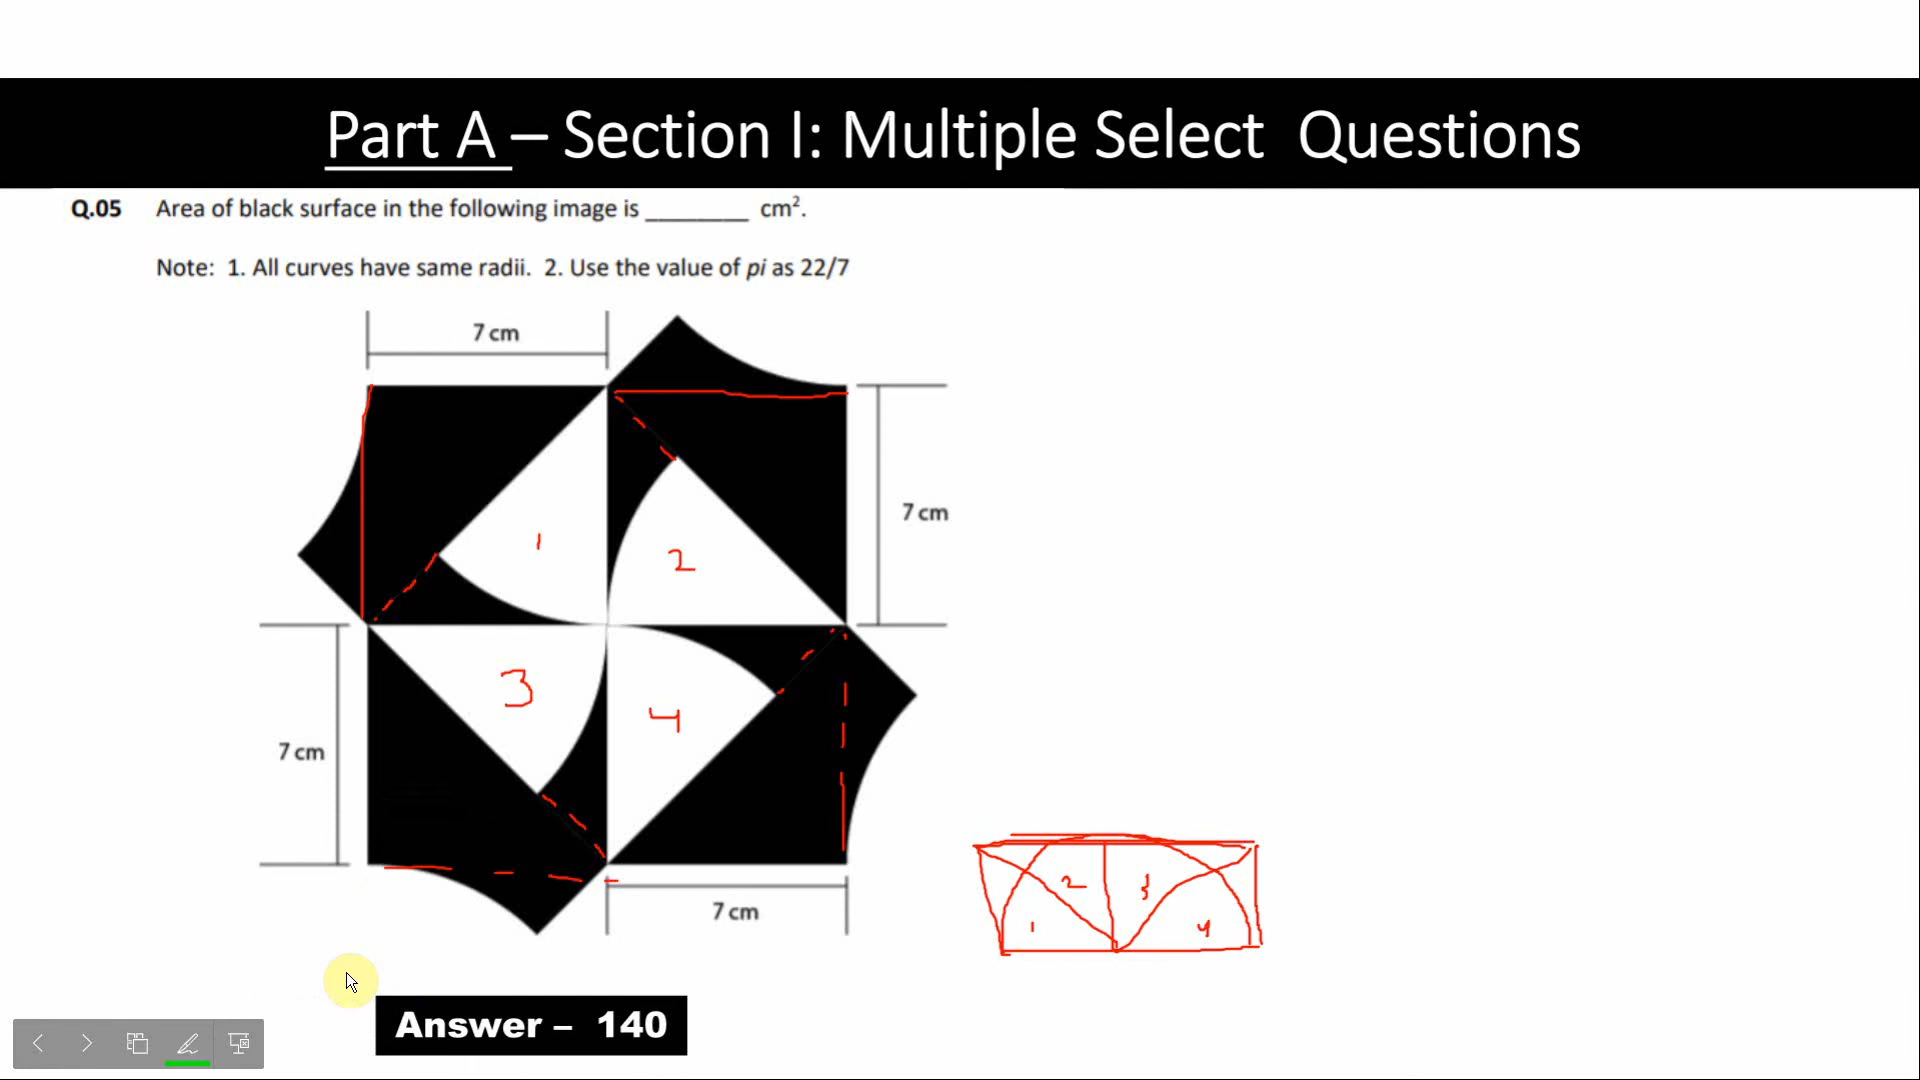 Part A – Section I: Multiple Select Questions
Q.05 Area of black surface in the following image is ________ cm².
Note: 1. All curves have same radii. 2. Use the value of pi as 22/7
7 cm
7 cm
1
2
3
4
7 cm
7 cm
2 3
1 4
Answer – 140